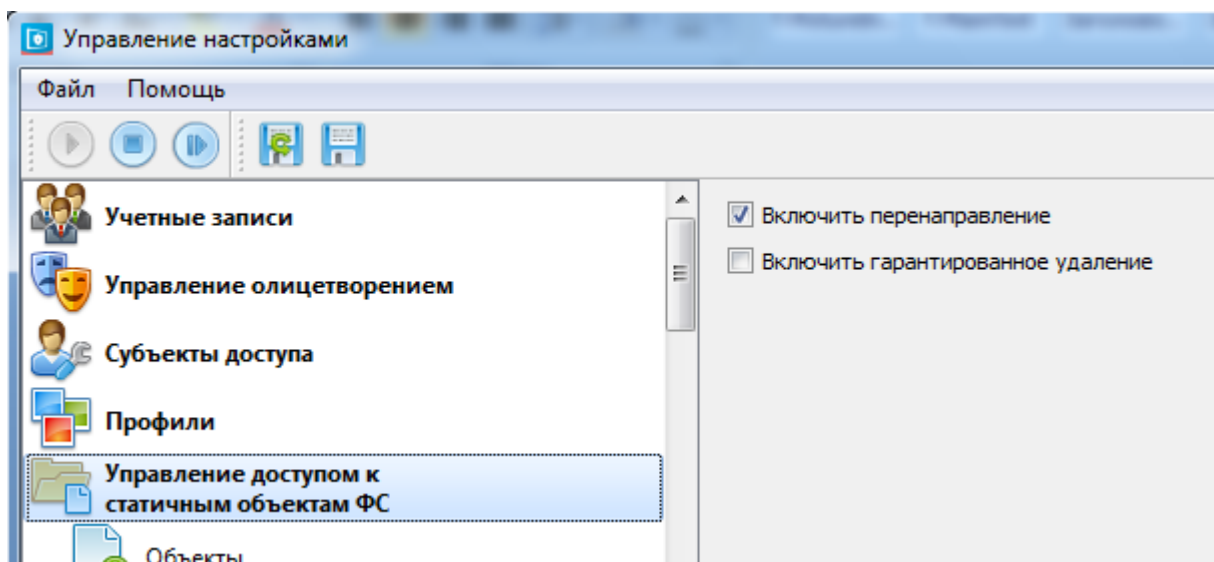 Управление настройками
Файл Помощь
Учетные записи
Управление олицетворением
Субъекты доступа
Профили
Управление доступом к
статичным объектам ФС
Объекты
Включить перенаправление
Включить гарантированное удаление